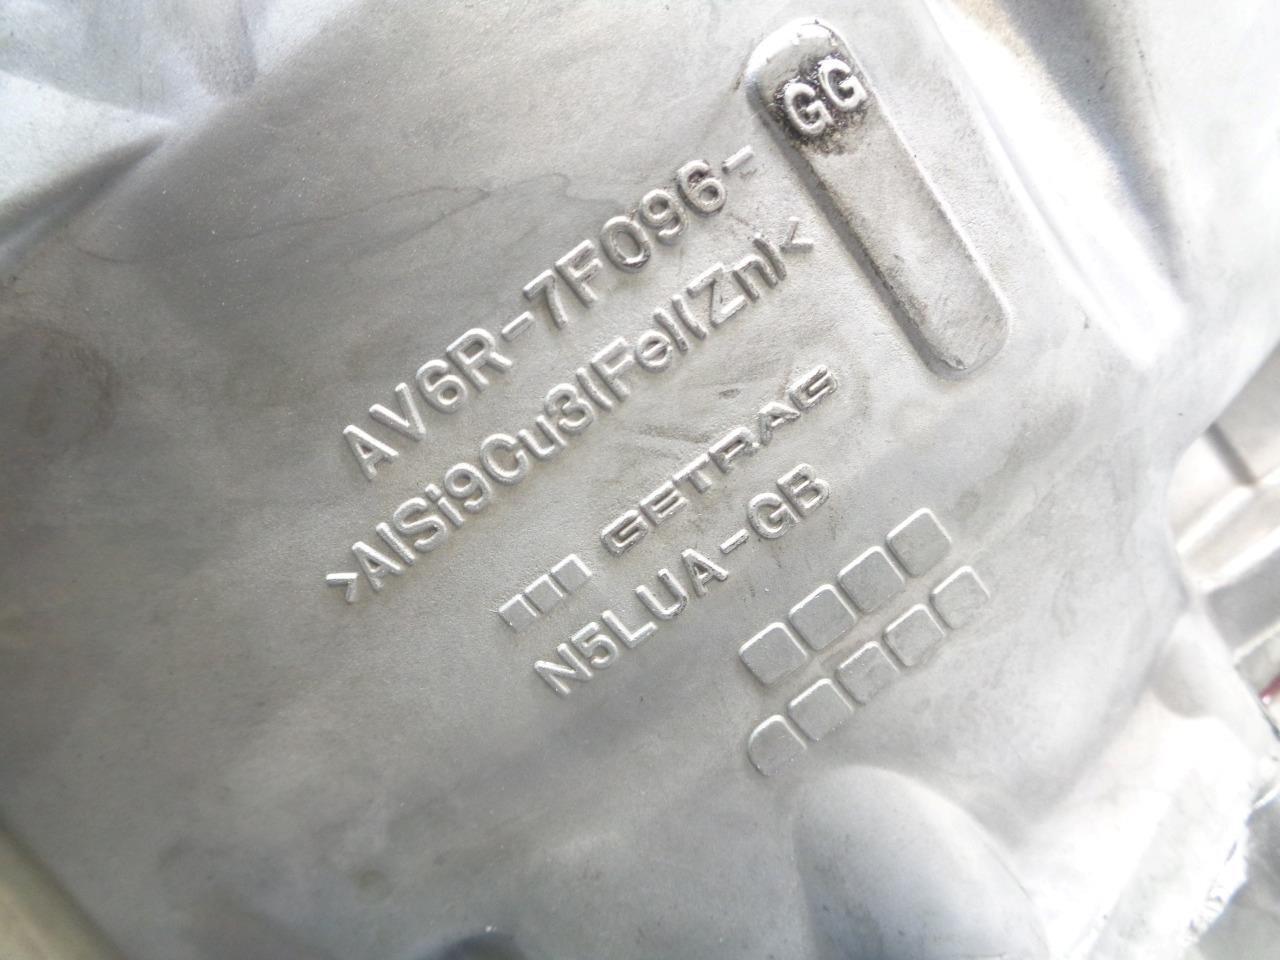 AV6R-7F096- GG
>AlSi9Cu3(Fe)(Zn)<
GETRAG
N5LUA-GB